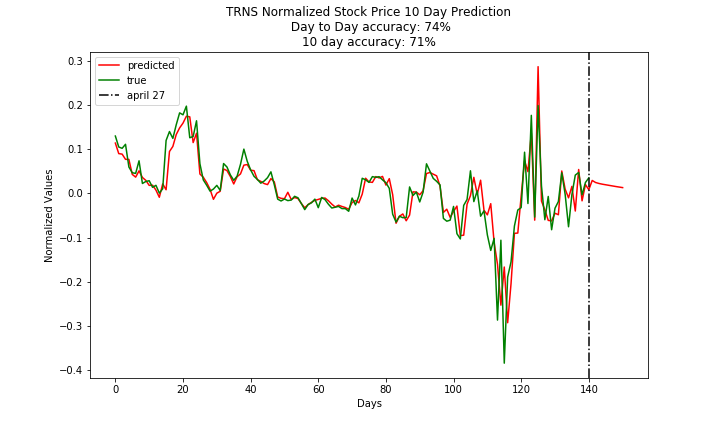 TRNS Normalized Stock Price 10 Day Prediction
Day to Day accuracy: 74%
10 day accuracy: 71%
predicted
true
april 27
Normalized Values
0.3
0.2
0.1
0.0
−0.1
−0.2
−0.3
−0.4
0 20 40 60 80 100 120 140
Days